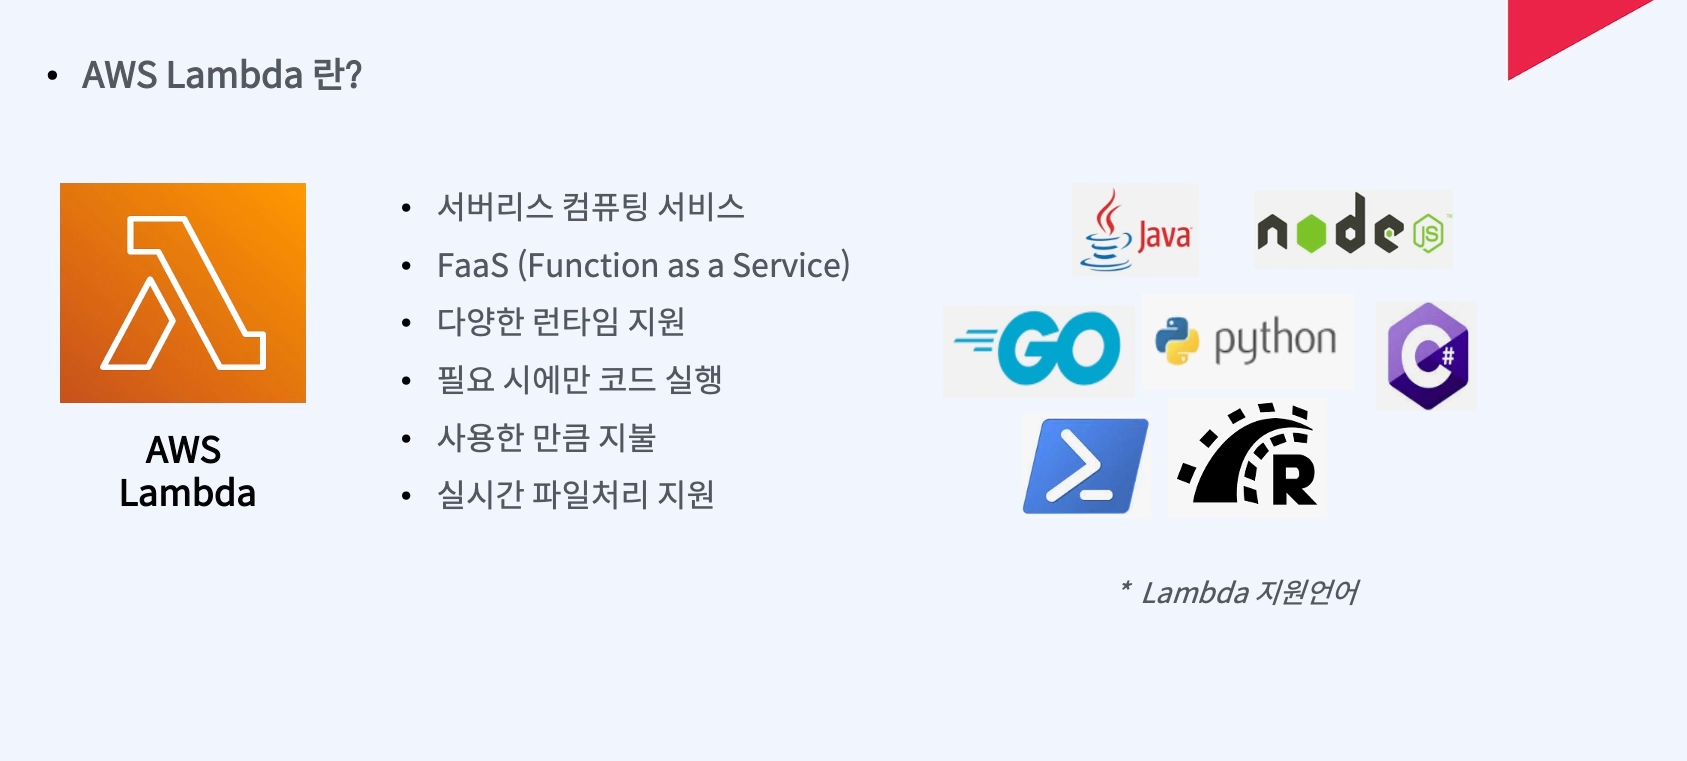 • AWS Lambda 란?
AWS
Lambda
• 서버리스 컴퓨팅 서비스
• FaaS (Function as a Service)
• 다양한 런타임 지원
• 필요 시에만 코드 실행
• 사용한 만큼 지불
• 실시간 파일처리 지원
Java
node JS ™
GO
python
C#
R
* Lambda 지원언어